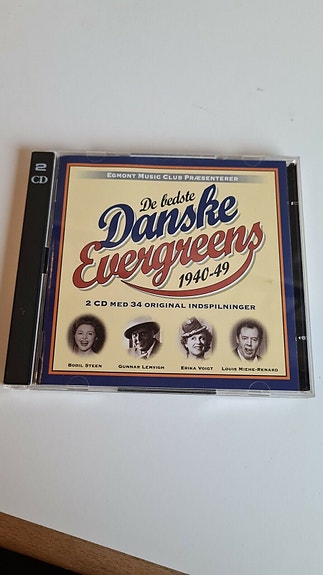 2
CD
Egmont Music Club Præsenterer
De bedste
Danske
Evergreens
1940-49
2 CD med 34 original indspilninger
Bodil Steen
Gunnar Lemvigh
Erika Voigt
Louis Miehe-Renard